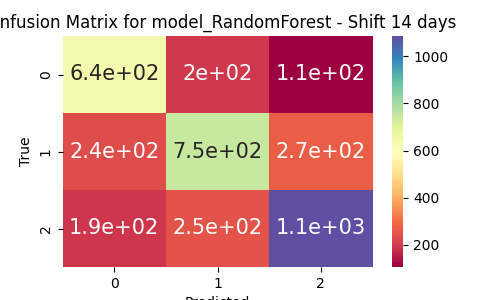 nfusion Matrix for model_RandomForest - Shift 14 days
0 6.4e+02 2e+02 1.1e+02
1 2.4e+02 7.5e+02 2.7e+02
2 1.9e+02 2.5e+02 1.1e+03
True
0 1 2
Predicted
1000
800
600
400
200